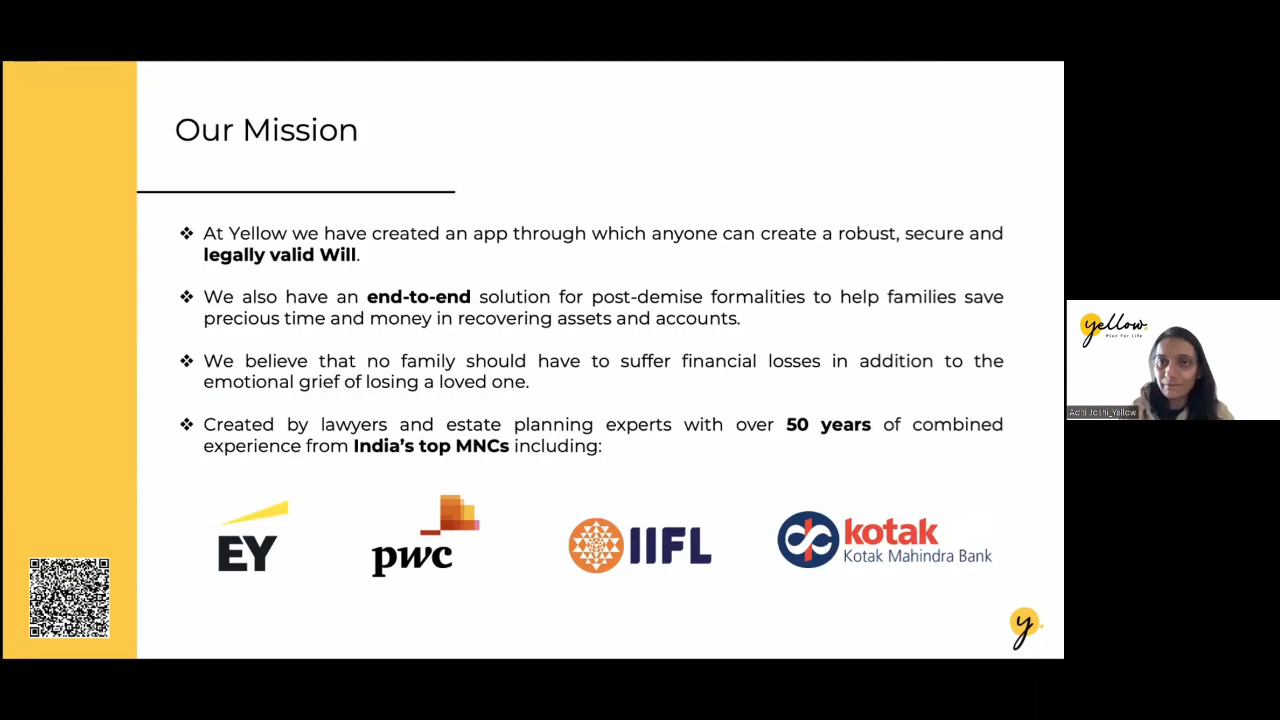 Our Mission
❖ At Yellow we have created an app through which anyone can create a robust, secure and
legally valid Will.
❖ We also have an end-to-end solution for post-demise formalities to help families save
precious time and money in recovering assets and accounts.
❖ We believe that no family should have to suffer financial losses in addition to the
emotional grief of losing a loved one.
❖ Created by lawyers and estate planning experts with over 50 years of combined
experience from India's top MNCs including:
EY
pwc
IIFL
kotak
Kotak Mahindra Bank
y.
yellow.
Plan For Life
Joshi_Yellow